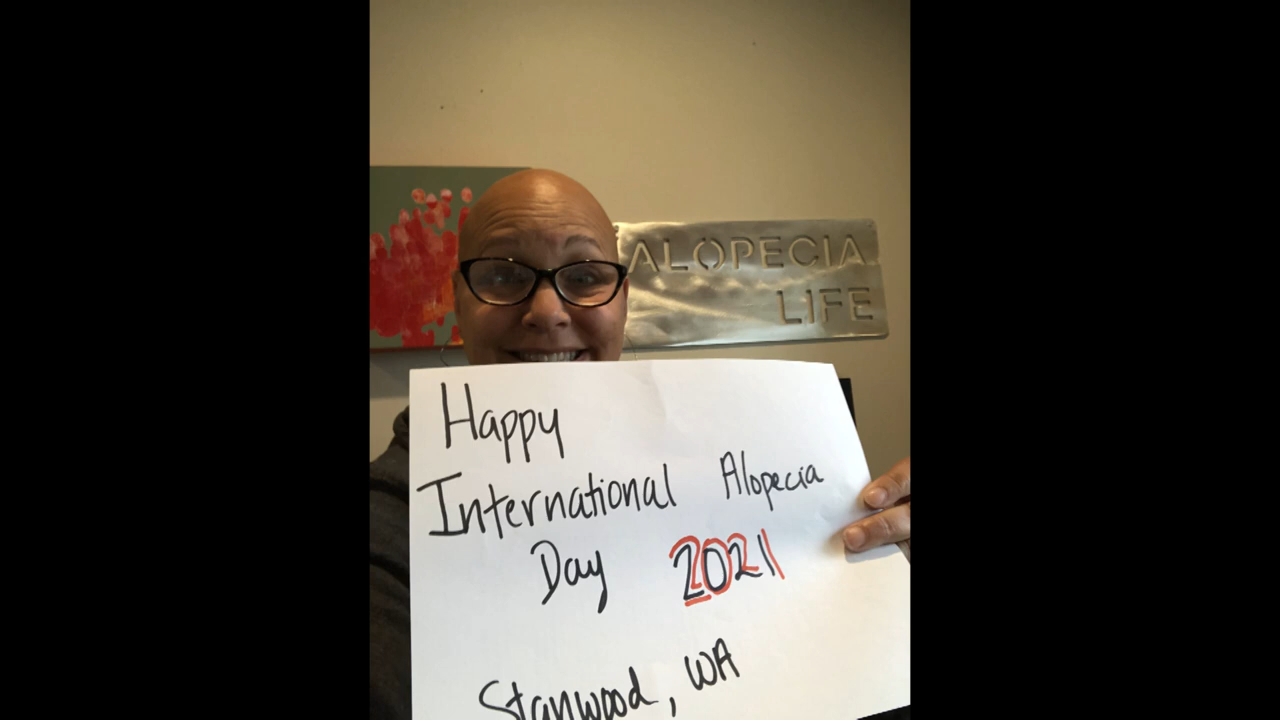 ALOPECIA
LIFE
Happy
International Alopecia
Day 2021
Stanwood, WA